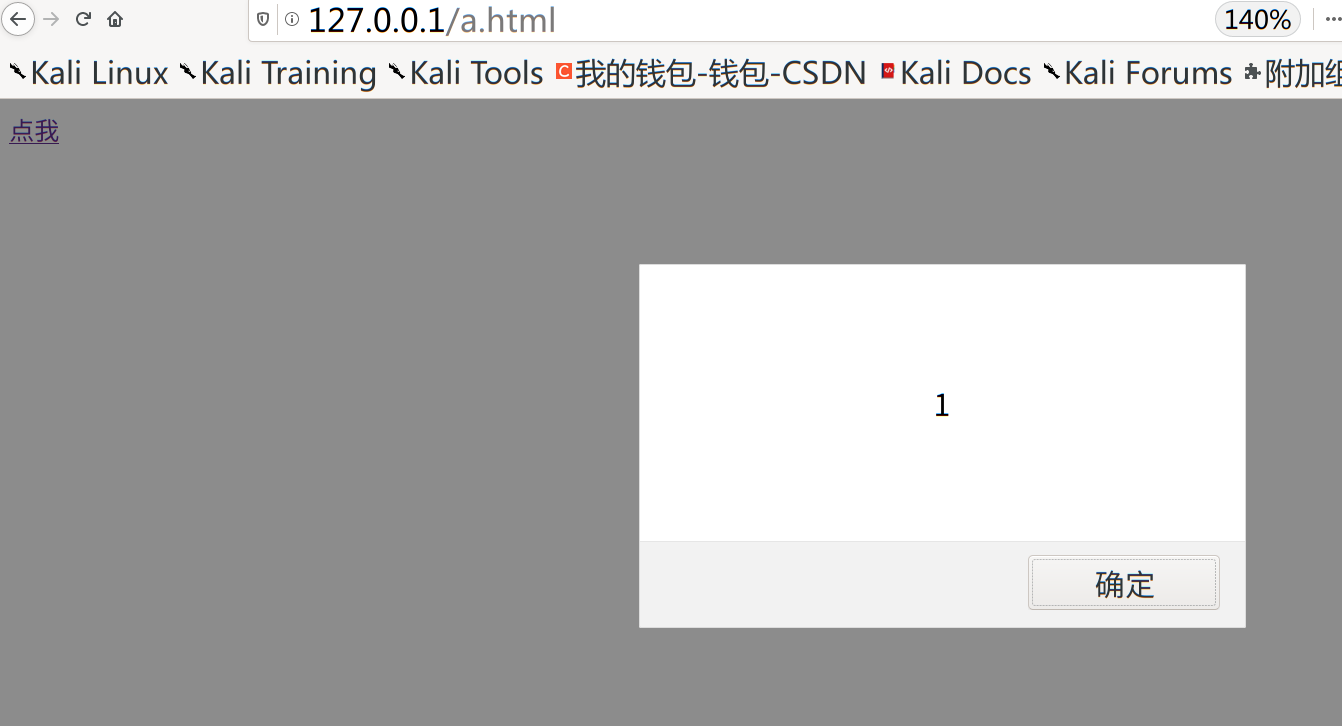 127.0.0.1/a.html 140%
Kali Linux Kali Training Kali Tools 我的钱包-钱包-CSDN Kali Docs Kali Forums 附加组
点我
1
确定